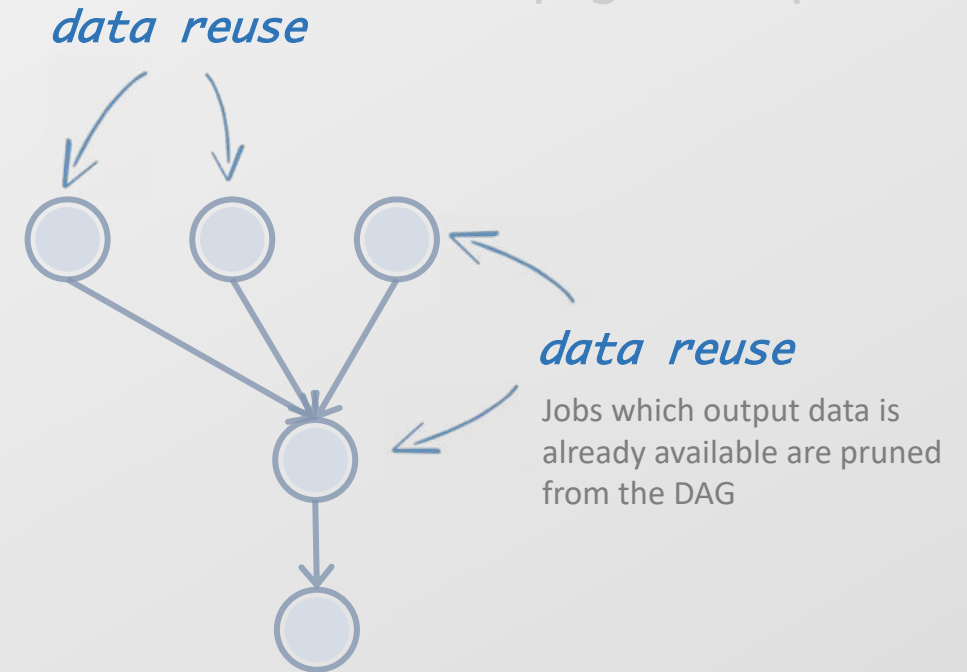 data reuse
data reuse
Jobs which output data is
already available are pruned
from the DAG